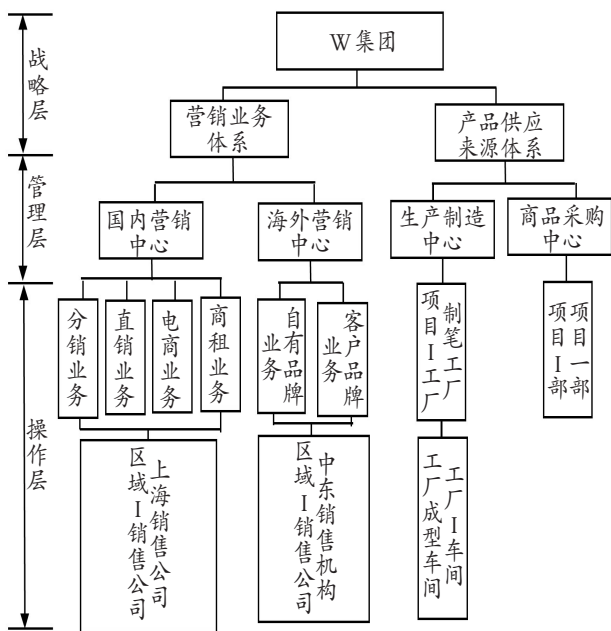 W集团
战略层
营销业务
体系
产品供应
来源体系
管理层
国内营销
中心
海外营销
中心
生产制造
中心
商品采购
中心
操作层
分销业务
直销业务
电商业务
商租业务
自有品牌
业务
客户品牌
业务
制笔工厂
项目I工厂
项目一部
项目I部
上海销售公司
区域I销售公司
中东销售机构
区域I销售公司
工厂I车间
工厂成型车间